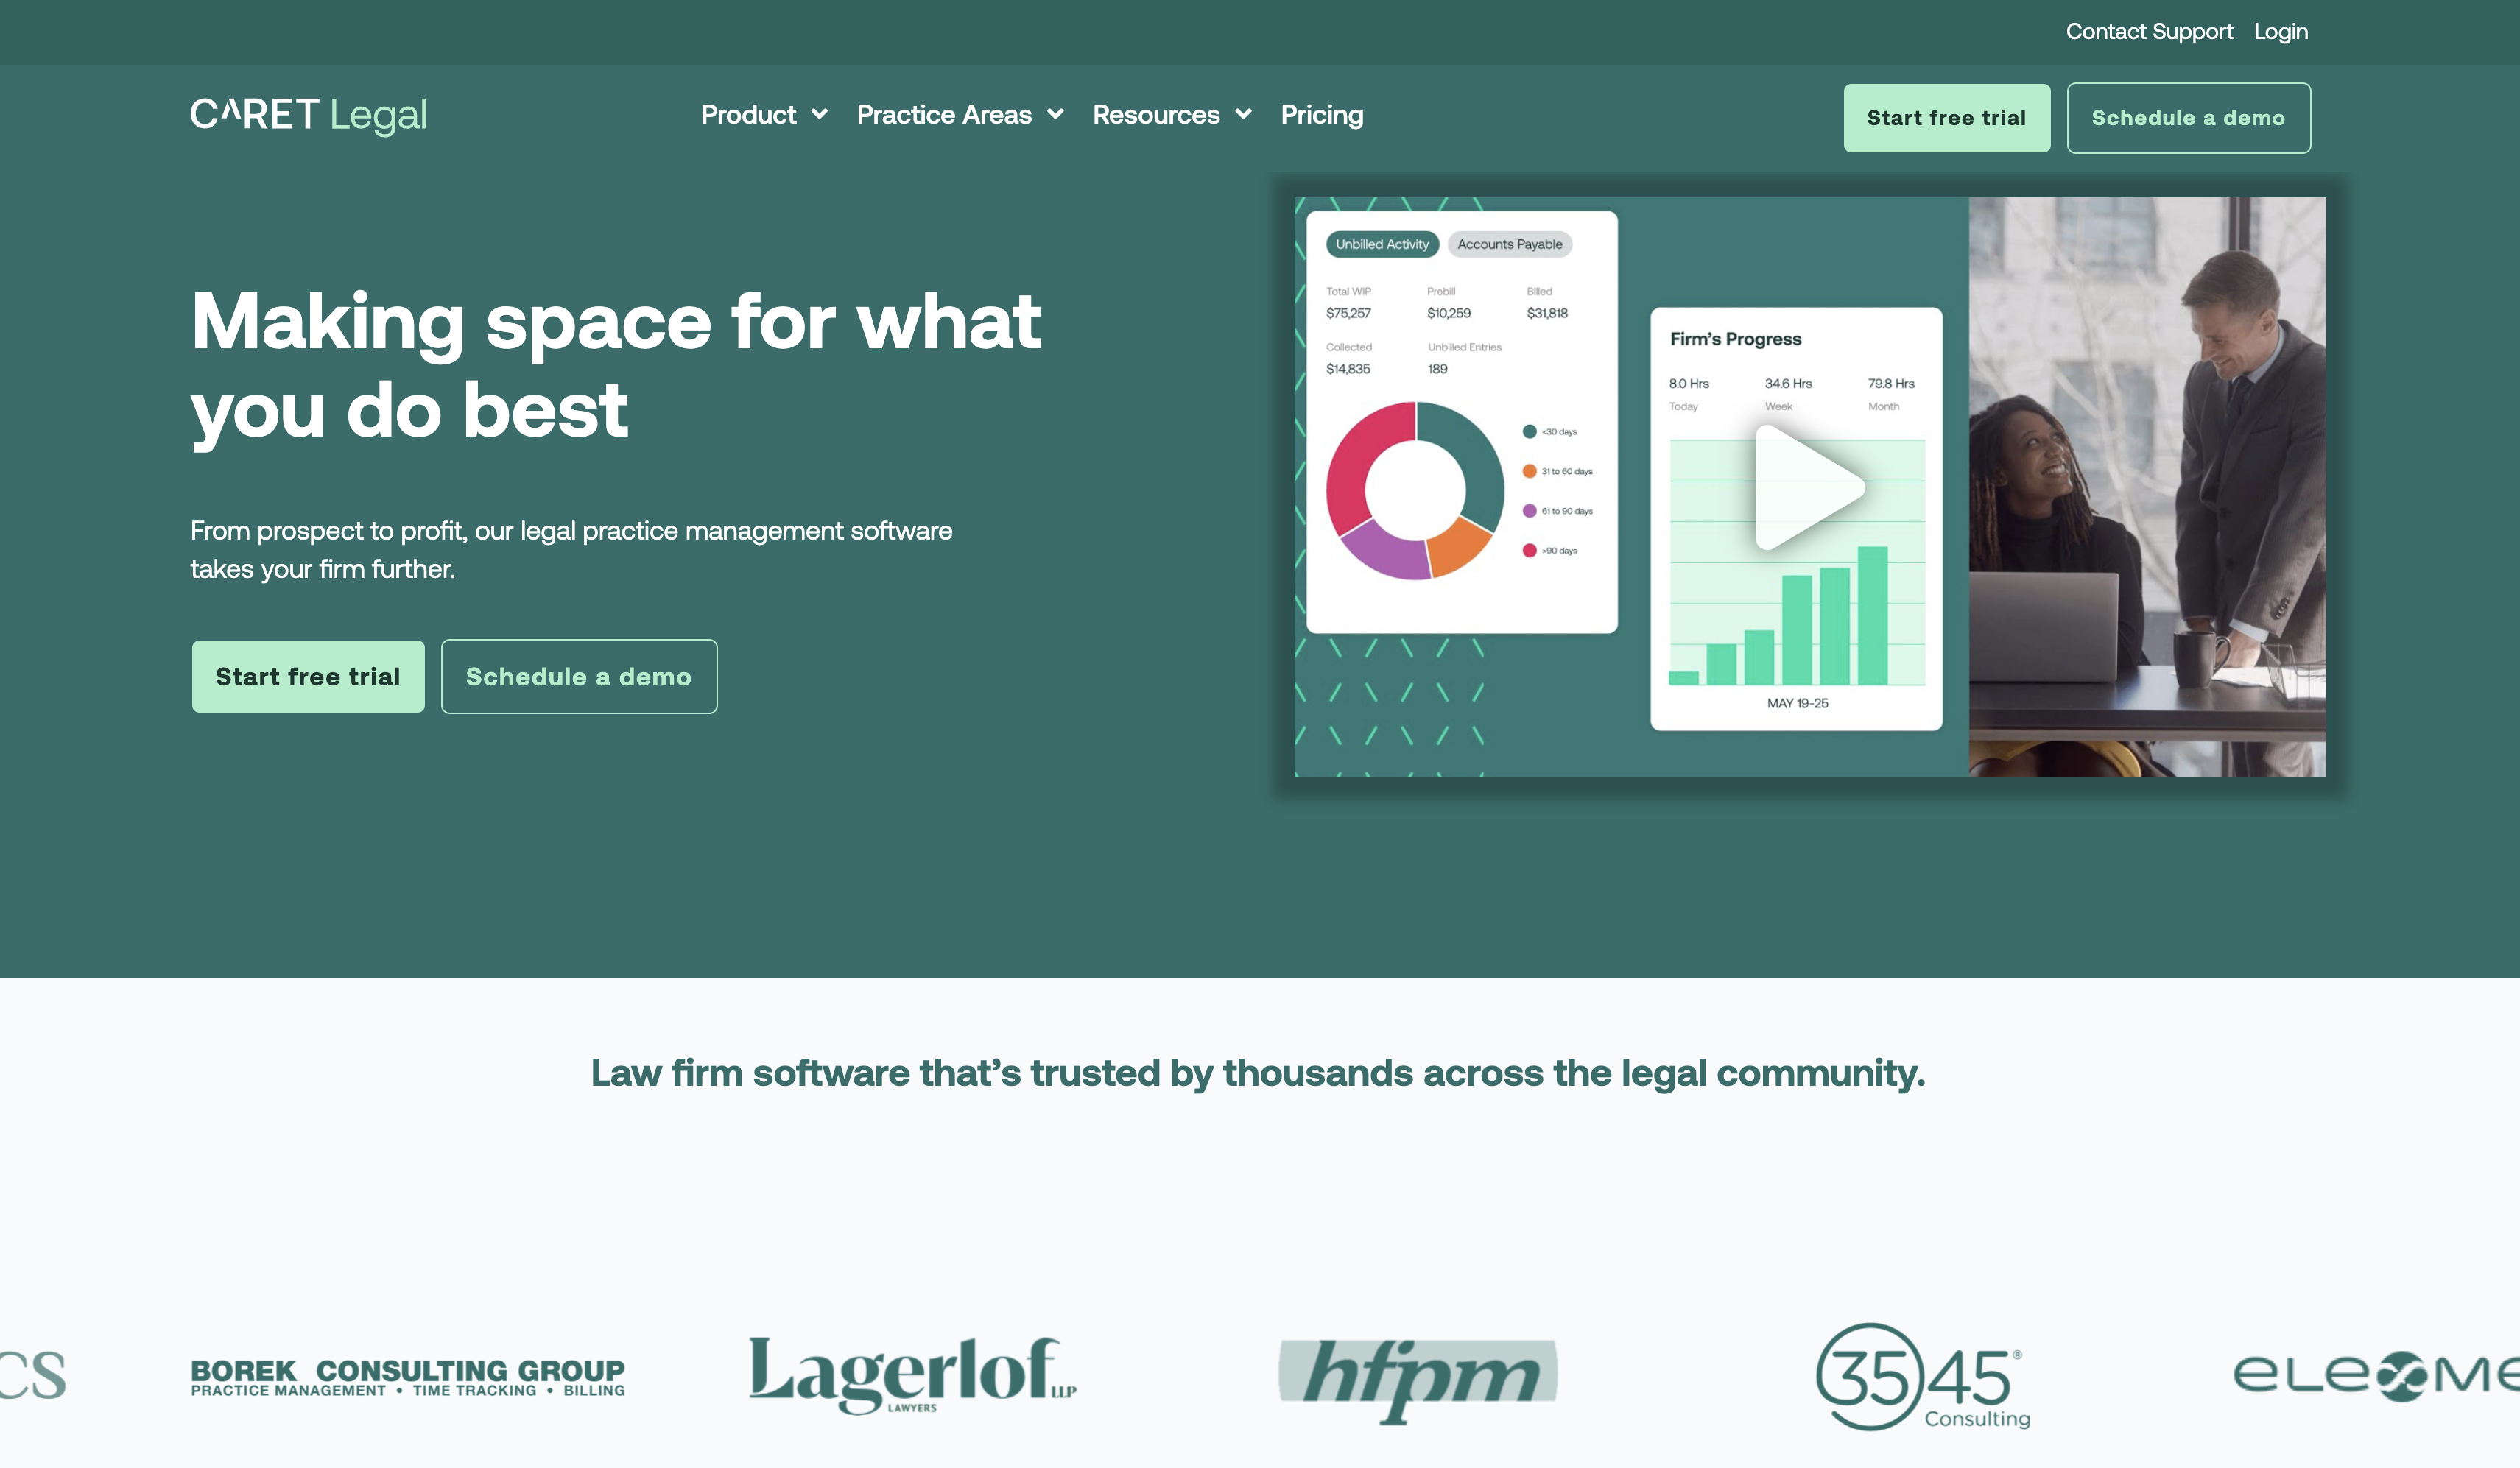 Contact Support Login
CARET Legal
Product
Practice Areas
Resources
Pricing
Start free trial
Schedule a demo
Making space for what
you do best
From prospect to profit, our legal practice management software
takes your firm further.
Start free trial
Schedule a demo
Unbilled Activity
Accounts Payable
Total WIP Prebill Billed
$75,257 $10,259 $31,818
Collected Unbilled Entries
$14,835 189
<30 days
31 to 60 days
61 to 90 days
>90 days
Firm's Progress
8.0 Hrs 34.6 Hrs 79.8 Hrs
Today Week Month
MAY 19-25
Law firm software that's trusted by thousands across the legal community.
CS
BOREK CONSULTING GROUP
PRACTICE MANAGEMENT • TIME TRACKING • BILLING
Lagerlof LLP
LAWYERS
hfpm
3545®
Consulting